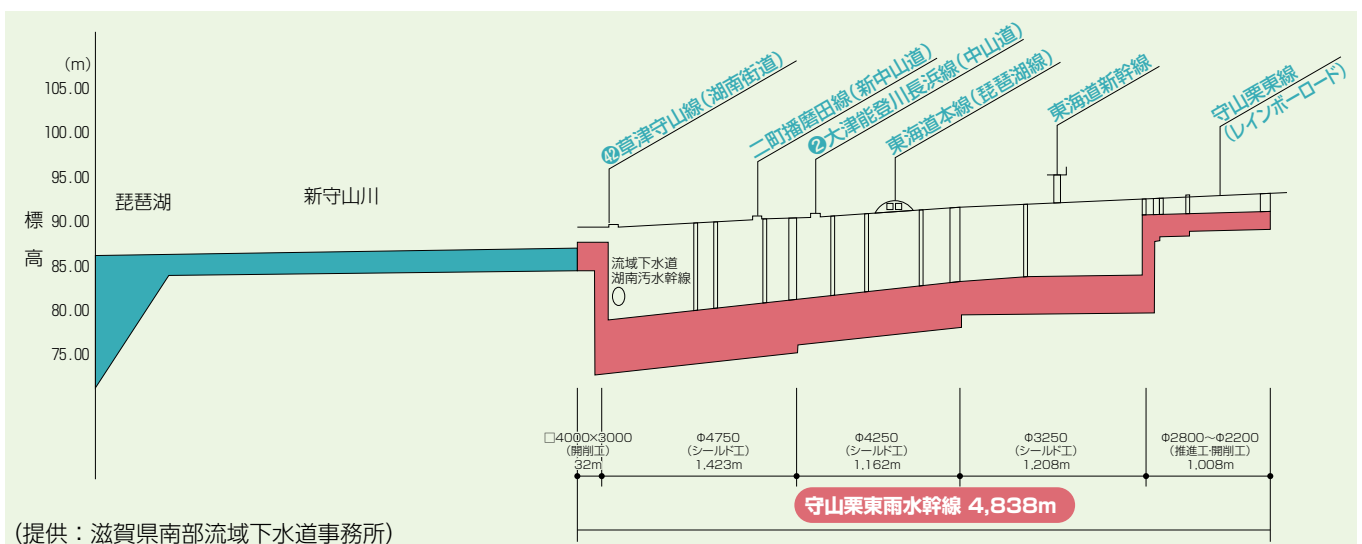 (m)
105.00
100.00
95.00
90.00
85.00
80.00
75.00
標高
琵琶湖
新守山川
㊷草津守山線(湖南街道)
二町播磨田線(新中山道)
❷大津能登川長浜線(中山道)
東海道本線(琵琶湖線)
東海道新幹線
守山栗東線
(レインボーロード)
流域下水道
湖南汚水幹線
□4000×3000
(開削工)
32m
Φ4750
(シールド工)
1,423m
Φ4250
(シールド工)
1,162m
Φ3250
(シールド工)
1,208m
Φ2800～Φ2200
(推進工・開削工)
1,008m
守山栗東雨水幹線 4,838m
(提供：滋賀県南部流域下水道事務所)